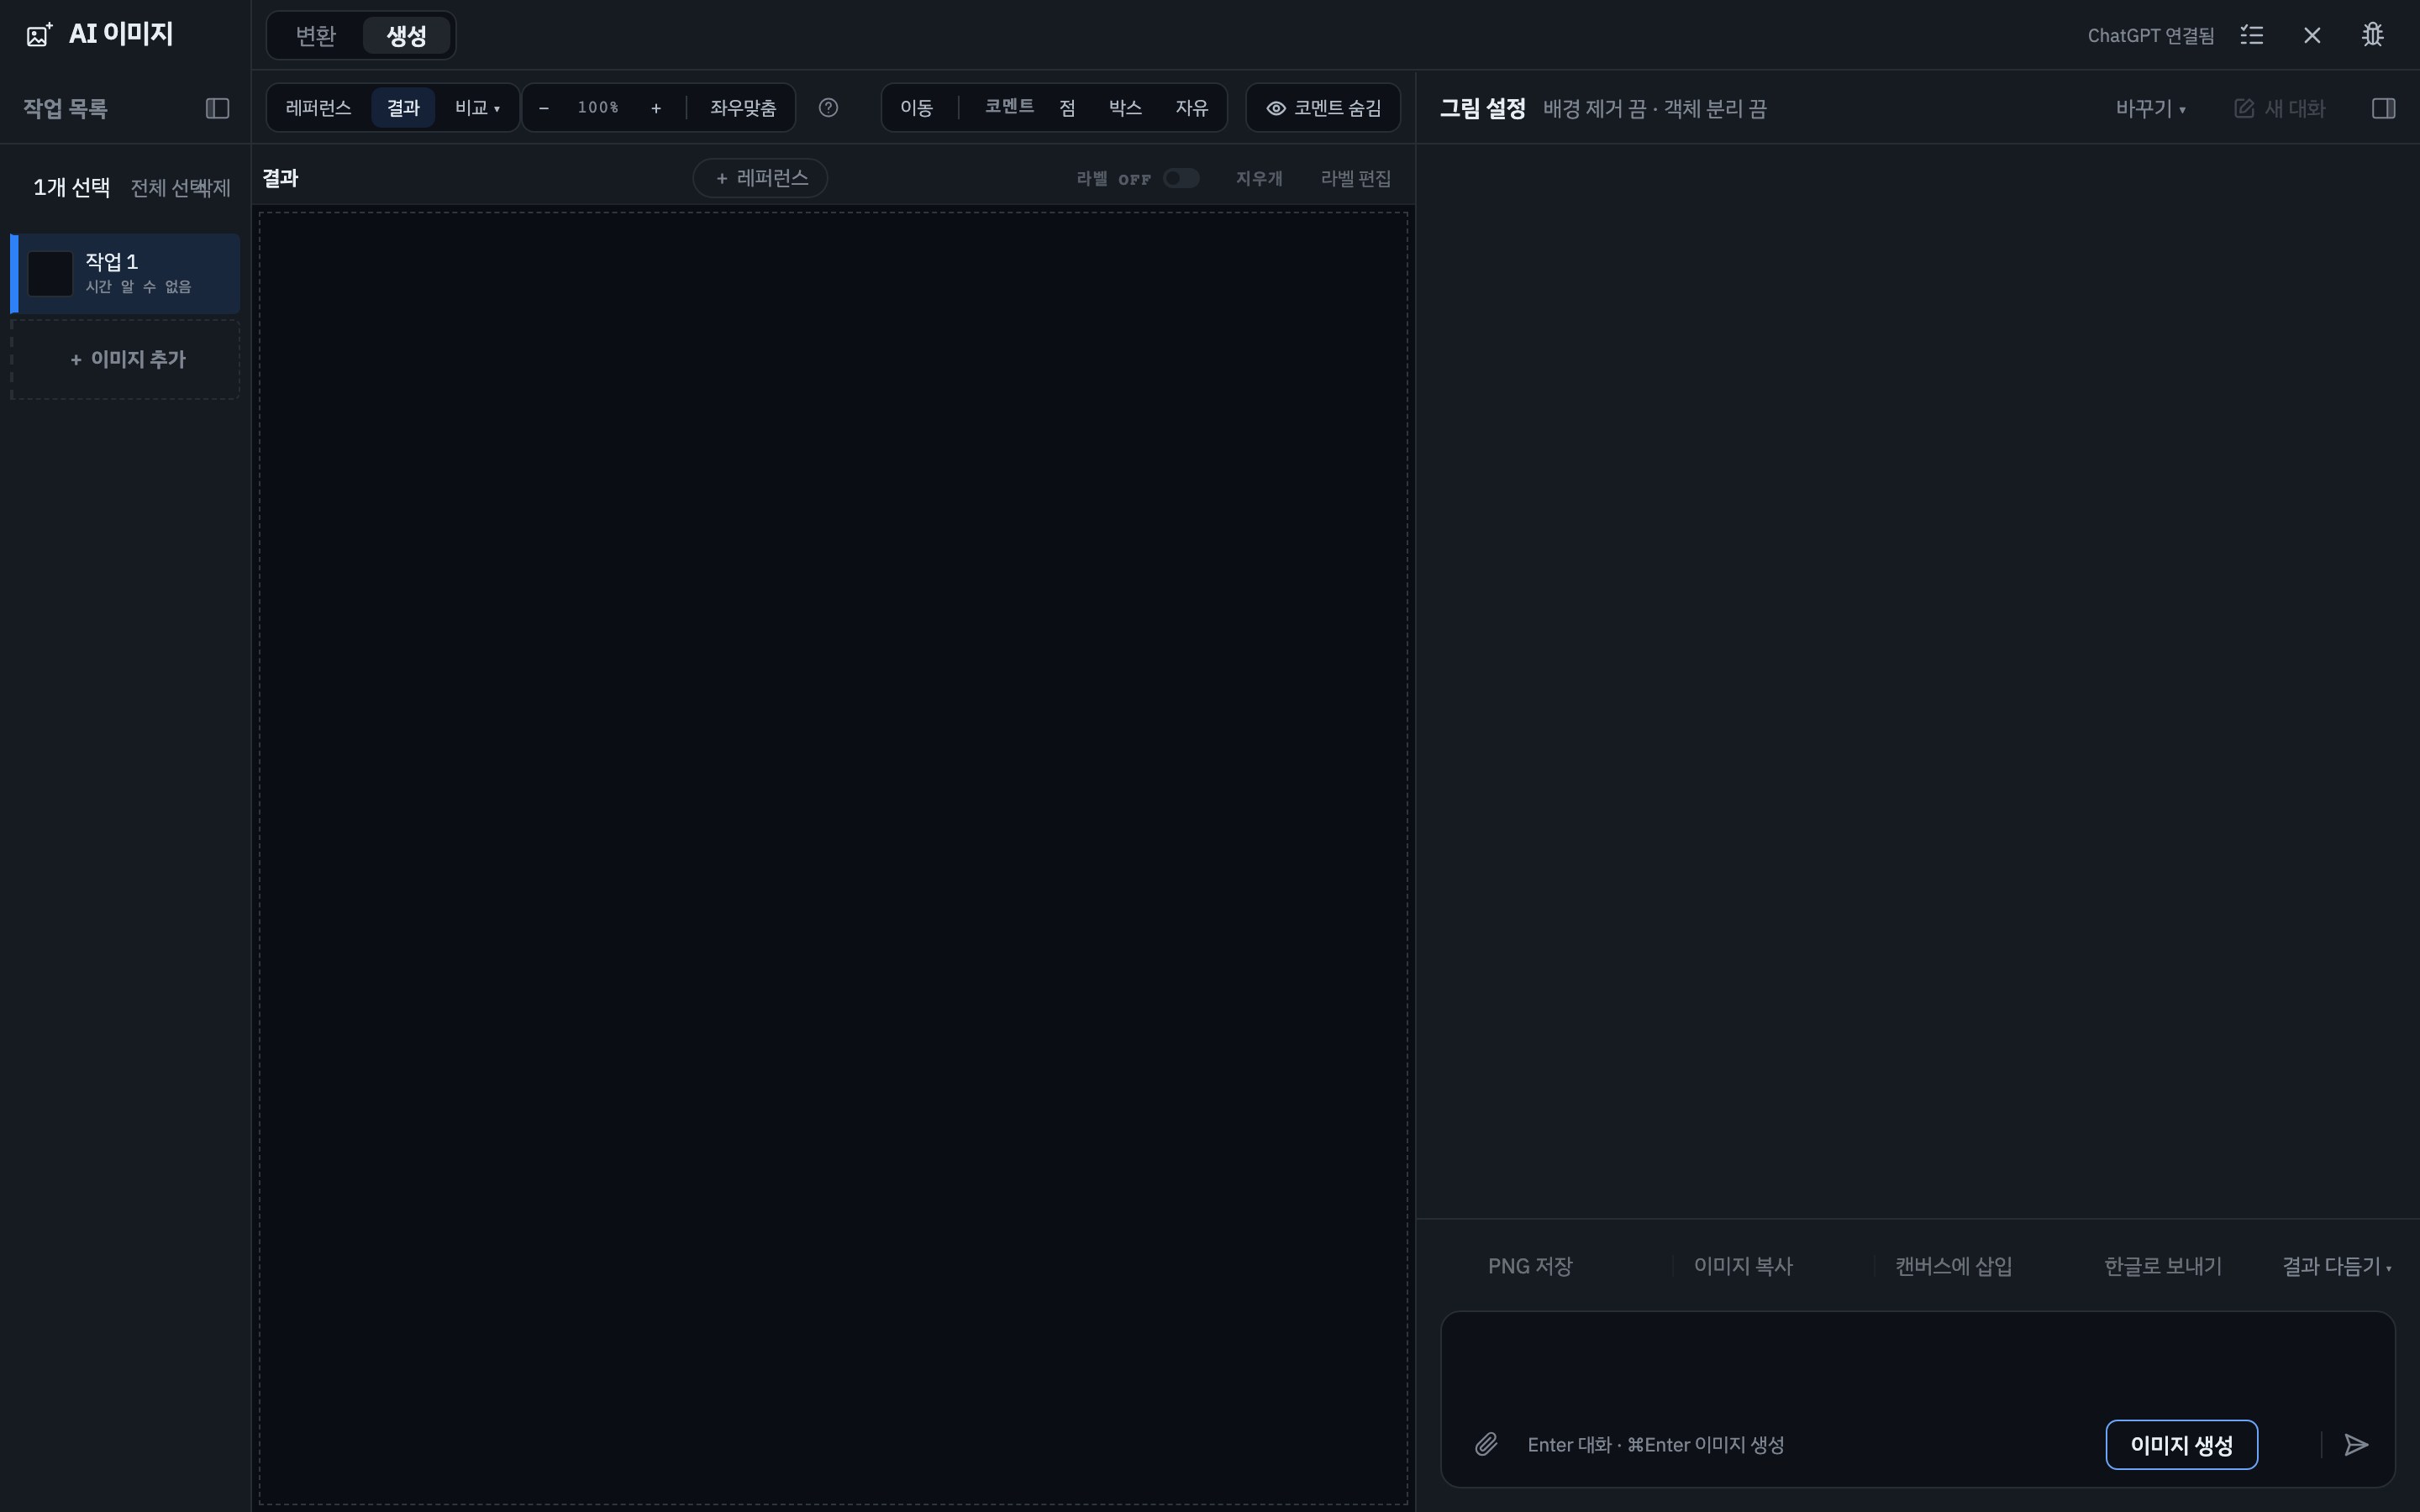 AI 이미지
변환 생성
ChatGPT 연결됨
작업 목록
레퍼런스 결과 비교 ▾
− 100% + 좌우맞춤
이동 코멘트 점 박스 자유
코멘트 숨김
그림 설정 배경 제거 끔 · 객체 분리 끔
바꾸기 ▾ 새 대화
1개 선택 전체 선택
결과
+ 레퍼런스
라벨 OFF 지우개 라벨 편집
작업 1
시간 알 수 없음
+ 이미지 추가
PNG 저장 이미지 복사 캔버스에 삽입 한글로 보내기 결과 다듬기 ▾
Enter 대화 · ⌘Enter 이미지 생성
이미지 생성